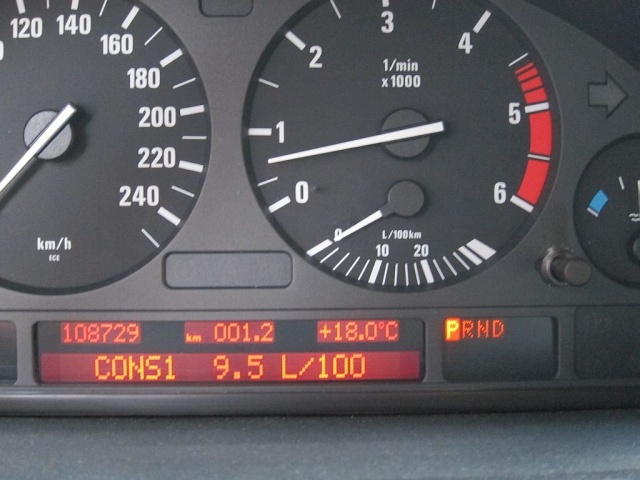 120 140 160 180 200 220 240
km/h
ECE
0 1 2 3 4 5 6
1/min
x1000
0 10 20
L/100km
108729 km 001.2 +18.0°C
PRND
CONS1 9.5 L/100